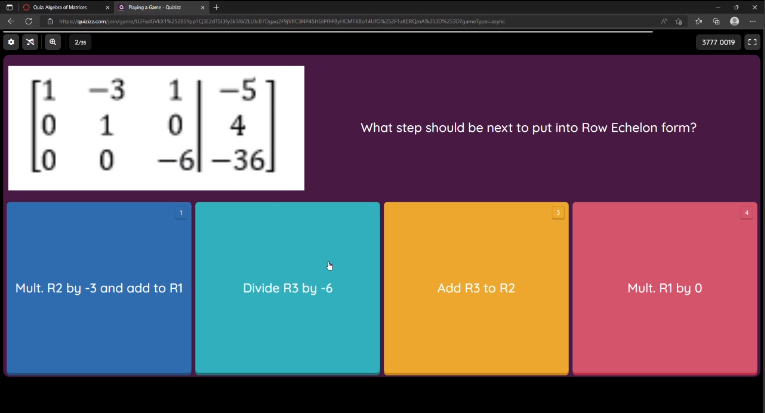 Quia Algebra of Matrices
Playing a Game - Quizizz
2/35
3777 0019
1 −3 1 | −5
0 1 0 | 4
0 0 −6 | −36
What step should be next to put into Row Echelon form?
1
3
4
Mult. R2 by -3 and add to R1
Divide R3 by -6
Add R3 to R2
Mult. R1 by 0